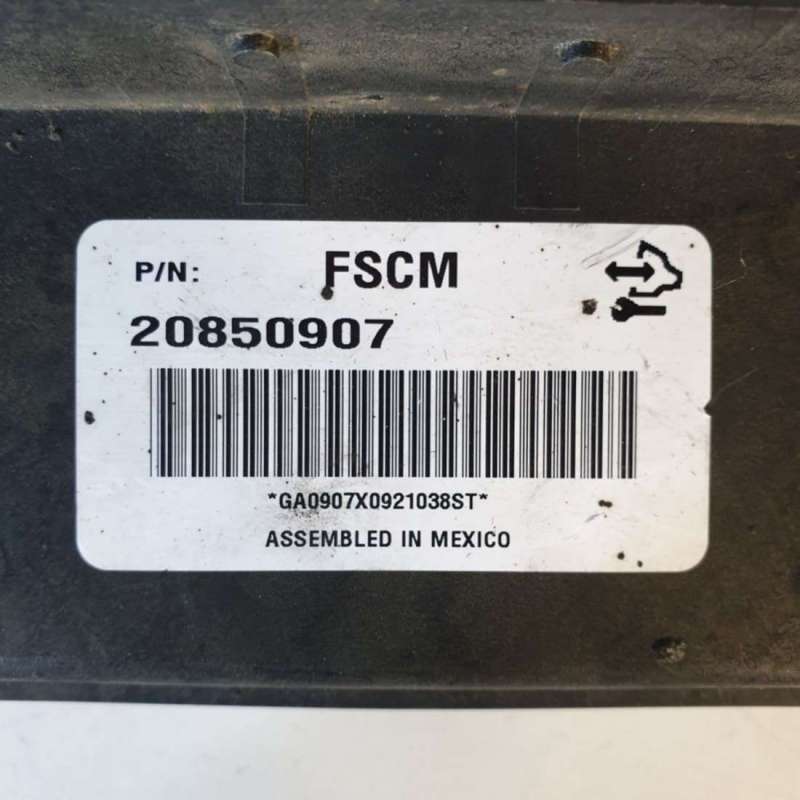 P/N: FSCM
20850907
*GA0907X0921038ST*
ASSEMBLED IN MEXICO